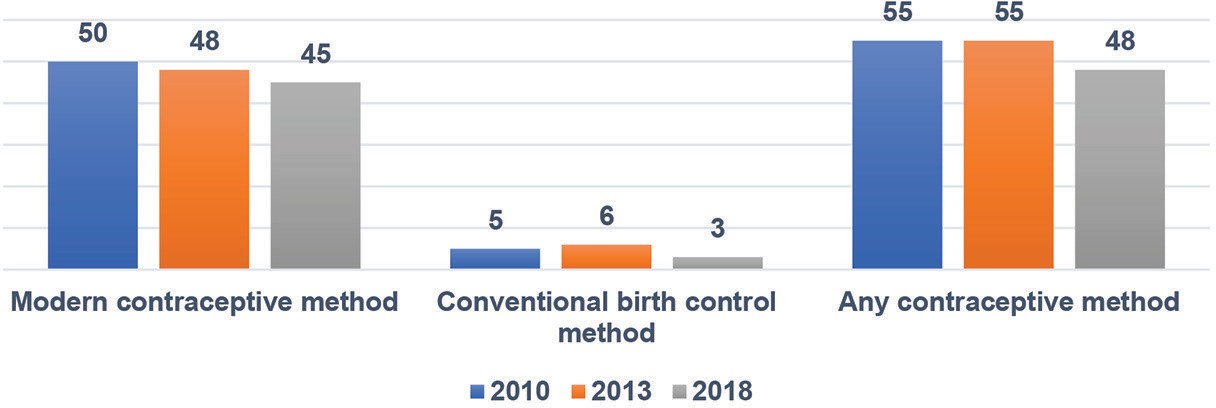 50 48 45
5 6 3
55 55 48
Modern contraceptive method
Conventional birth control
method
Any contraceptive method
2010 2013 2018